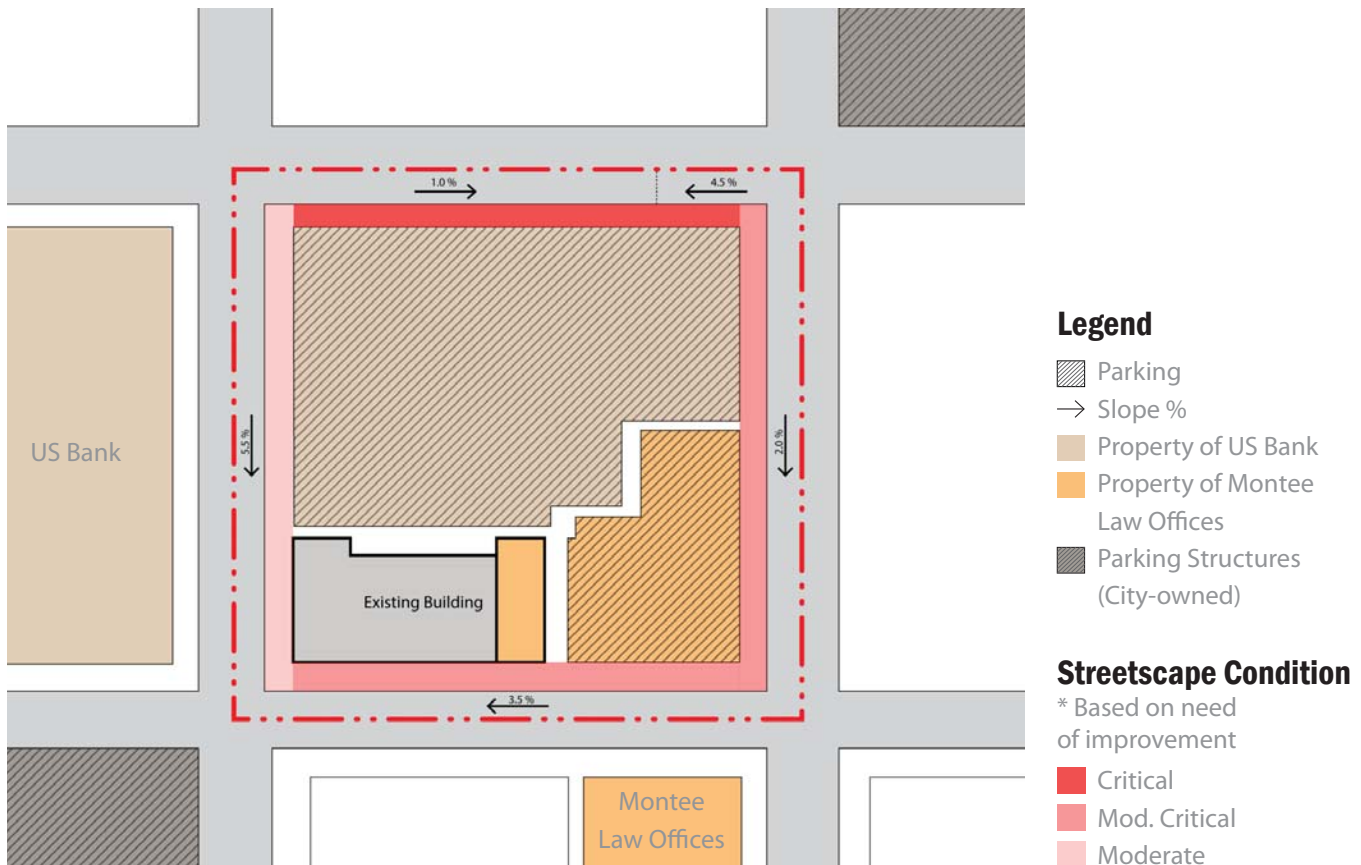 1.0 %
4.5 %
5.5 %
2.0 %
US Bank
Existing Building
3.5 %
Montee
Law Offices
Legend
Parking
Slope %
Property of US Bank
Property of Montee
Law Offices
Parking Structures
(City-owned)
Streetscape Condition
* Based on need
of improvement
Critical
Mod. Critical
Moderate